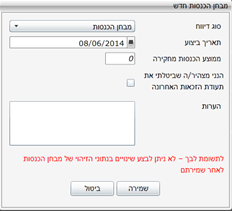 מבחן הכנסות חדש
סוג דיווח מבחן הכנסות
תאריך ביצוע 08/06/2014
ממוצע הכנסות מחקירה 0
הנני מצהיר/ה שביטלתי את
תעודת הזכאות האחרונה
הערות
לתשומת לבך - לא ניתן לבצע שינויים בנתוני הזיהוי של מבחן הכנסות
לאחר שמירתם
שמירה ביטול